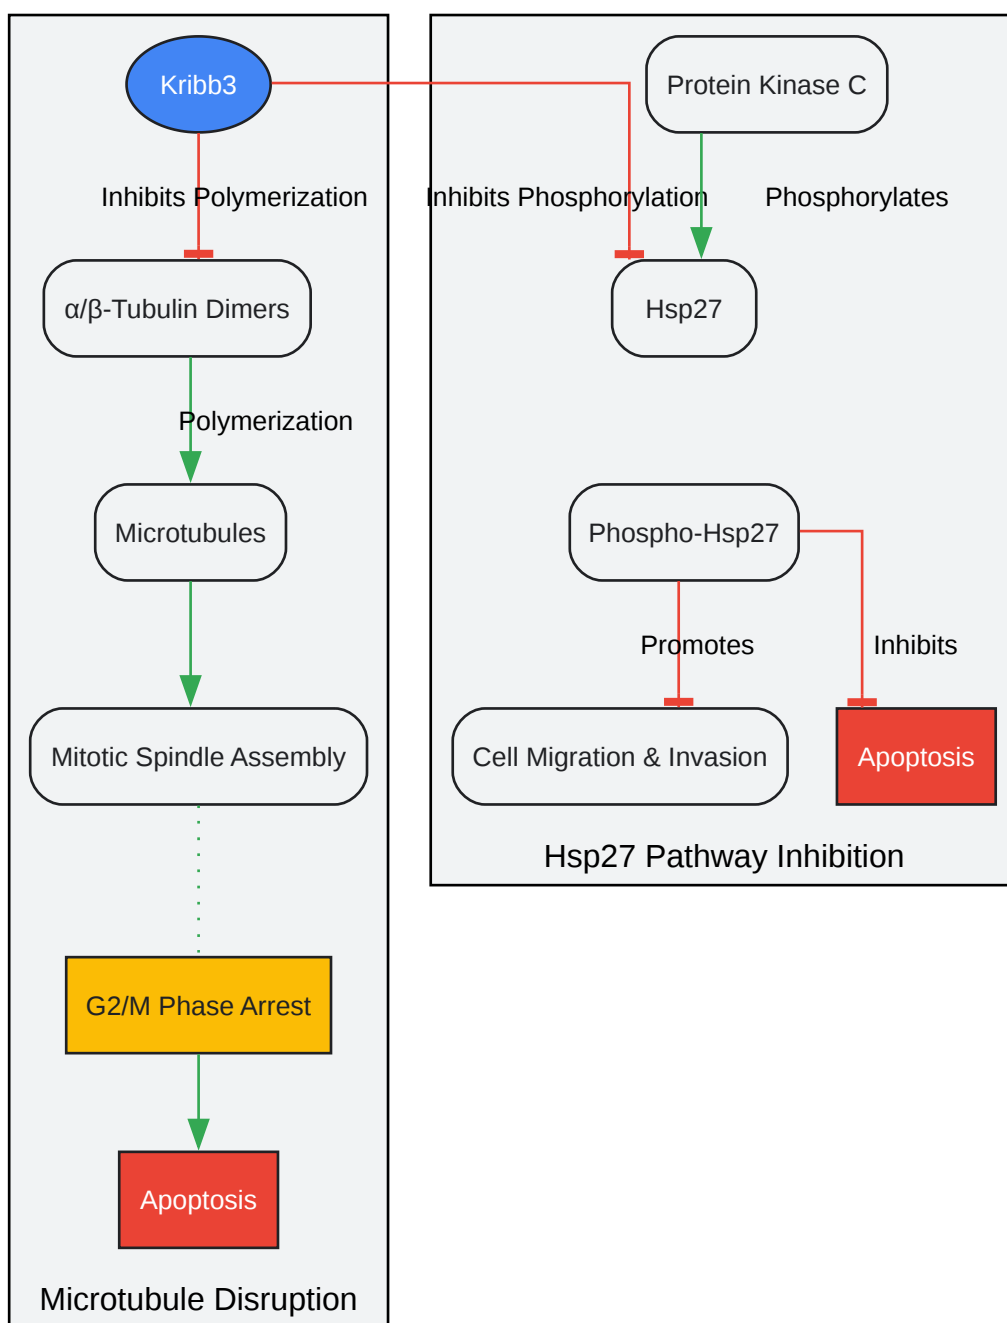 Kribb3
Protein Kinase C
Inhibits Polymerization
Inhibits Phosphorylation
Phosphorylates
α/β-Tubulin Dimers
Hsp27
Polymerization
Microtubules
Phospho-Hsp27
Promotes
Inhibits
Mitotic Spindle Assembly
Cell Migration & Invasion
Apoptosis
Hsp27 Pathway Inhibition
G2/M Phase Arrest
Apoptosis
Microtubule Disruption